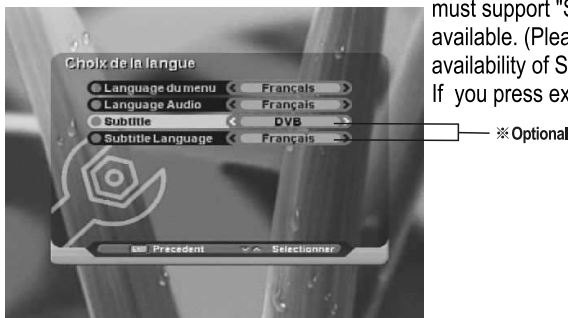 must support "S
available. (Plea
availability of S
If you press ex
Choix de la langue
Language du menu Français
Language Audio Français
Subtitle DVB
Subtitle Language Français
※Optional
Precedent Selectionner